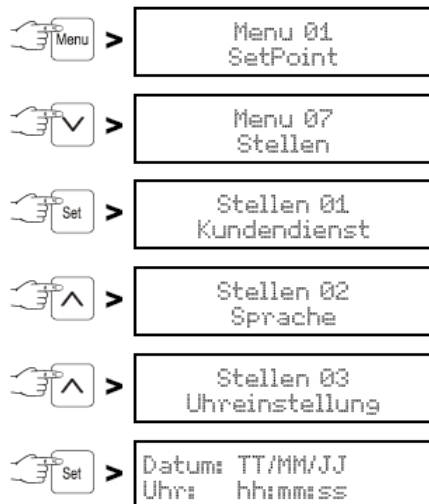 Menu
>
Menu 01
SetPoint
>
Menu 07
Stellen
Set
>
Stellen 01
Kundendienst
>
Stellen 02
Sprache
>
Stellen 03
Uhreinstellung
Set
>
Datum: TT/MM/JJ
Uhr: hh:mm:ss